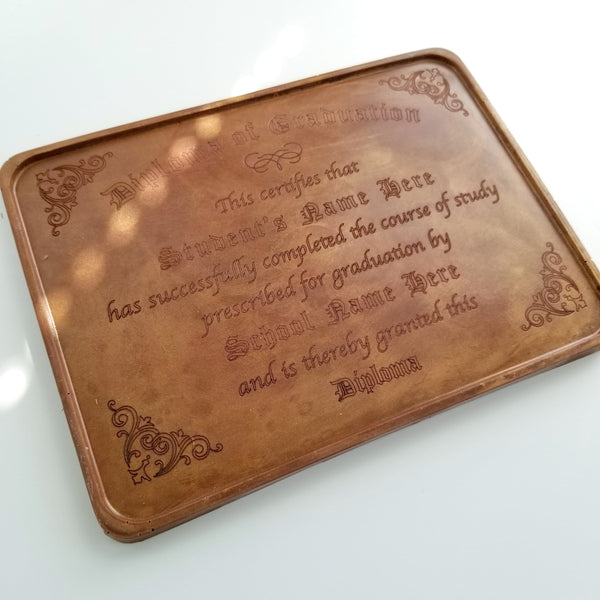 Diploma of Graduation
This certifies that
Student's Name Here
has successfully completed the course of study
prescribed for graduation by
School Name Here
and is thereby granted this
Diploma